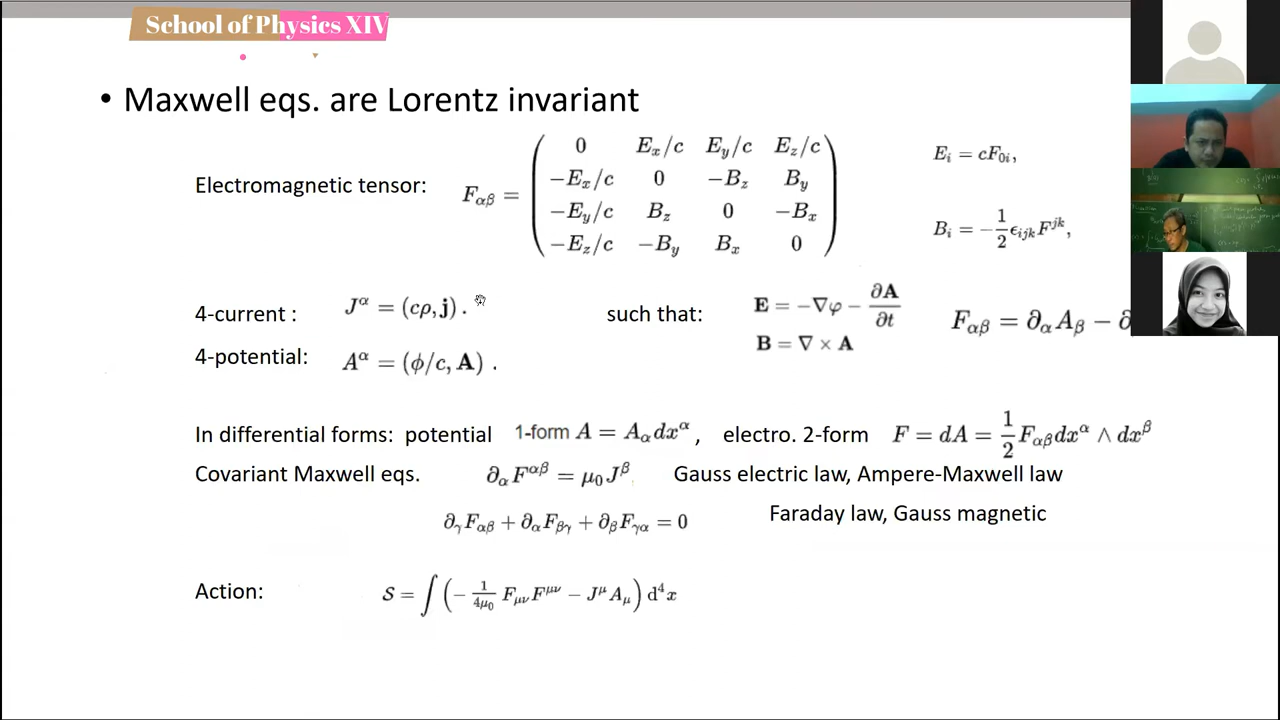 School of Physics XIV
• Maxwell eqs. are Lorentz invariant
Electromagnetic tensor: F_{αβ} = ( 0 E_x/c E_y/c E_z/c
−E_x/c 0 −B_z B_y
−E_y/c B_z 0 −B_x
−E_z/c −B_y B_x 0 )
E_i = cF_{0i},
B_i = −1/2 ϵ_{ijk} F^{jk},
4-current : J^α = (cρ, j) .
4-potential: A^α = (ϕ/c, A) .
such that: E = −∇φ − ∂A/∂t
B = ∇ × A
F_{αβ} = ∂_α A_β − ∂
In differential forms: potential 1-form A = A_α dx^α , electro. 2-form F = dA = 1/2 F_{αβ} dx^α ∧ dx^β
Covariant Maxwell eqs. ∂_α F^{αβ} = μ_0 J^β Gauss electric law, Ampere-Maxwell law
∂_γ F_{αβ} + ∂_α F_{βγ} + ∂_β F_{γα} = 0 Faraday law, Gauss magnetic
Action: S = ∫ (−1/4μ_0 F_{μν} F^{μν} − J^μ A_μ) d^4x